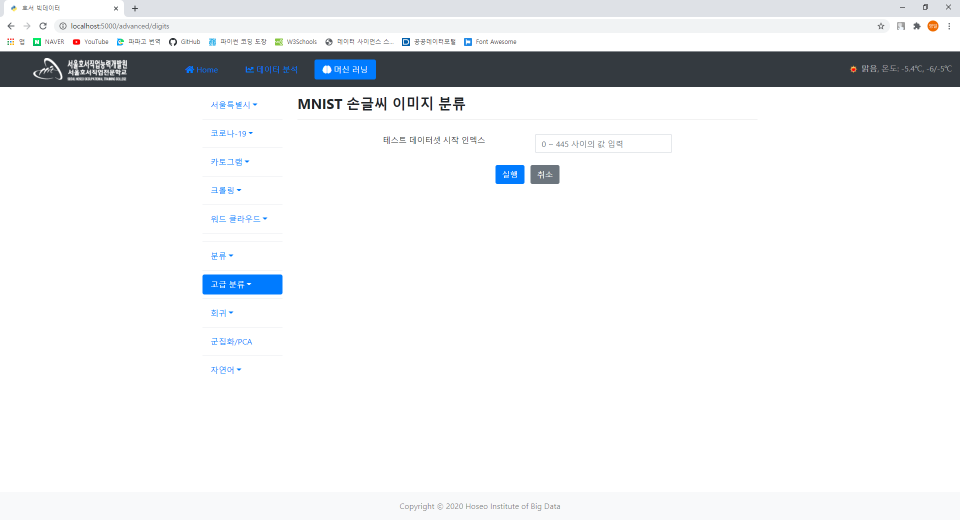 호서 빅데이터
localhost:5000/advanced/digits
앱 NAVER YouTube 파파고 번역 GitHub 파이썬 코딩 도장 W3Schools 데이터 사이언스 스... 공공데이터포털 Font Awesome
서울호서직업능력개발원
서울호서직업전문학교
Home 데이터 분석 머신 러닝 맑음, 온도: -5.4℃, -6/-5℃
서울특별시
코로나-19
카토그램
크롤링
워드 클라우드
분류
고급 분류
회귀
군집화/PCA
자연어
MNIST 손글씨 이미지 분류
테스트 데이터셋 시작 인덱스 0 ~ 445 사이의 값 입력
실행 취소
Copyright © 2020 Hoseo Institute of Big Data